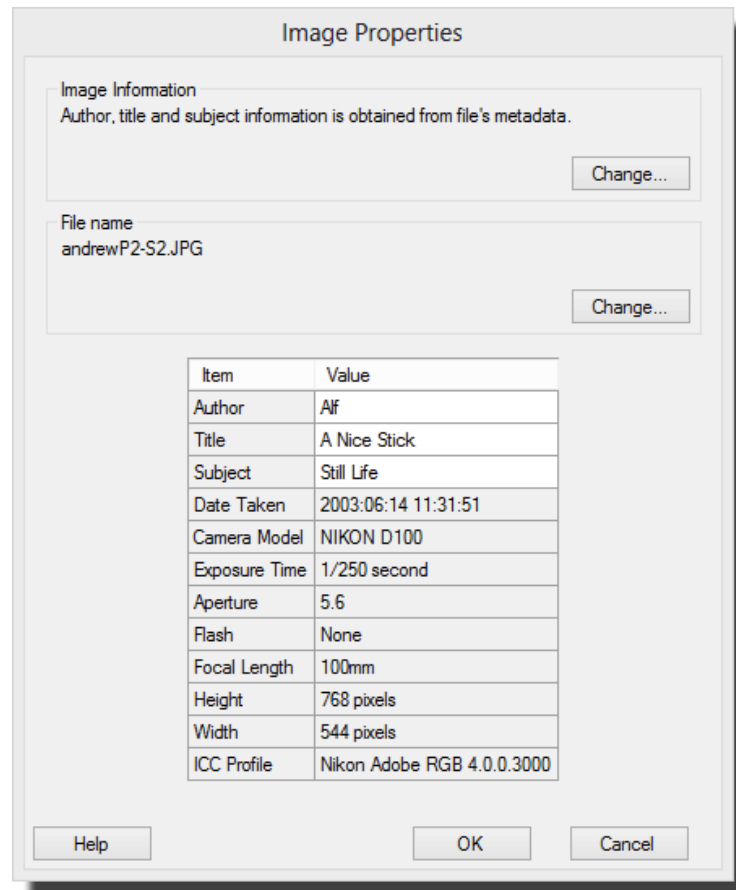 Image Properties
Image Information
Author, title and subject information is obtained from file's metadata.
Change...
File name
andrewP2-S2.JPG
Change...
Item Value
Author Alf
Title A Nice Stick
Subject Still Life
Date Taken 2003:06:14 11:31:51
Camera Model NIKON D100
Exposure Time 1/250 second
Aperture 5.6
Flash None
Focal Length 100mm
Height 768 pixels
Width 544 pixels
ICC Profile Nikon Adobe RGB 4.0.0.3000
Help OK Cancel